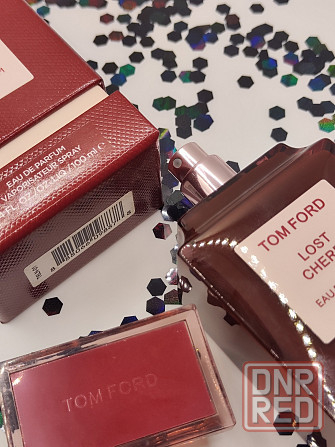 EAU DE PARFUM
VAPORISATEUR SPRAY
100 ml ℮
TOM FORD
LOST
CHER
EAU
TOM FORD
DNR
RED